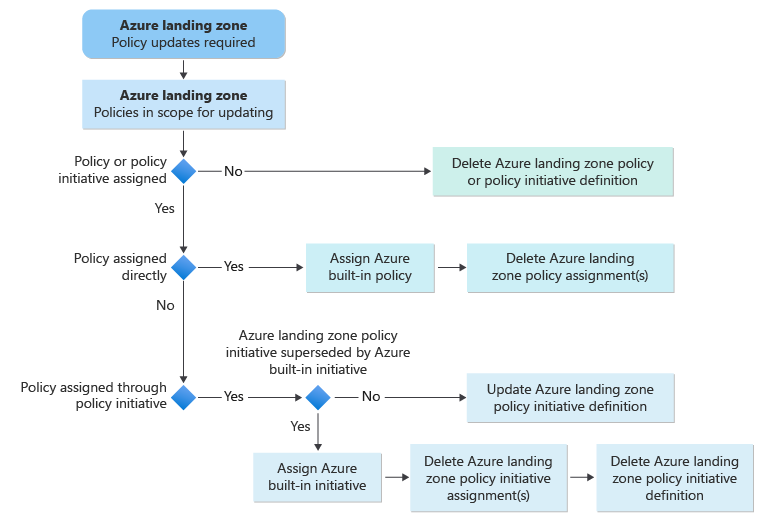 Azure landing zone
Policy updates required
Azure landing zone
Policies in scope for updating
Policy or policy
initiative assigned
No
Delete Azure landing zone policy
or policy initiative definition
Yes
Policy assigned
directly
Yes
Assign Azure
built-in policy
Delete Azure landing
zone policy assignment(s)
No
Azure landing zone policy
initiative superseded by Azure
built-in initiative
Policy assigned through
policy initiative
Yes
No
Update Azure landing zone
policy initiative definition
Yes
Assign Azure
built-in initiative
Delete Azure landing
zone policy initiative
assignment(s)
Delete Azure landing
zone policy initiative
definition